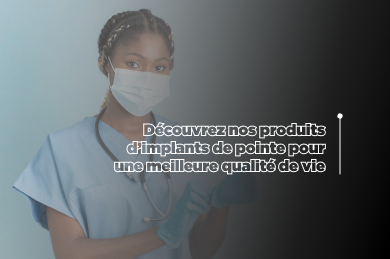 Découvrez nos produits
d'implants de pointe pour
une meilleure qualité de vie